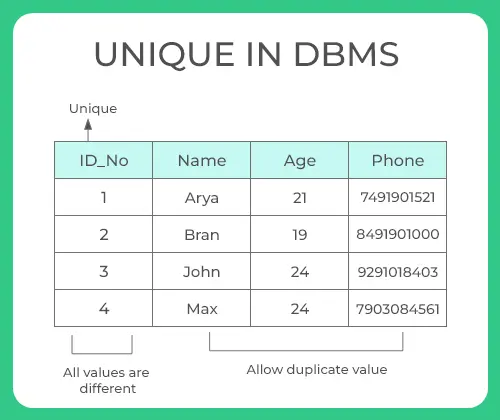 UNIQUE IN DBMS
Unique
ID_No Name Age Phone
1 Arya 21 7491901521
2 Bran 19 8491901000
3 John 24 9291018403
4 Max 24 7903084561
All values are
different
Allow duplicate value